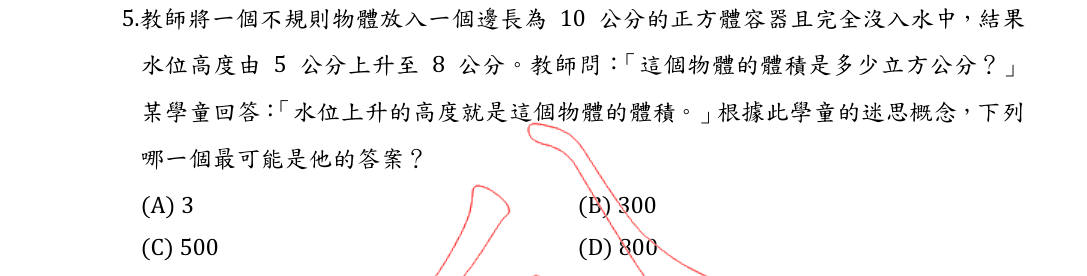 5.教師將一個不規則物體放入一個邊長為 10 公分的正方體容器且完全沒入水中，結果
水位高度由 5 公分上升至 8 公分。教師問：「這個物體的體積是多少立方公分？」
某學童回答：「水位上升的高度就是這個物體的體積。」根據此學童的迷思概念，下列
哪一個最可能是他的答案？
(A) 3 (B) 300
(C) 500 (D) 800